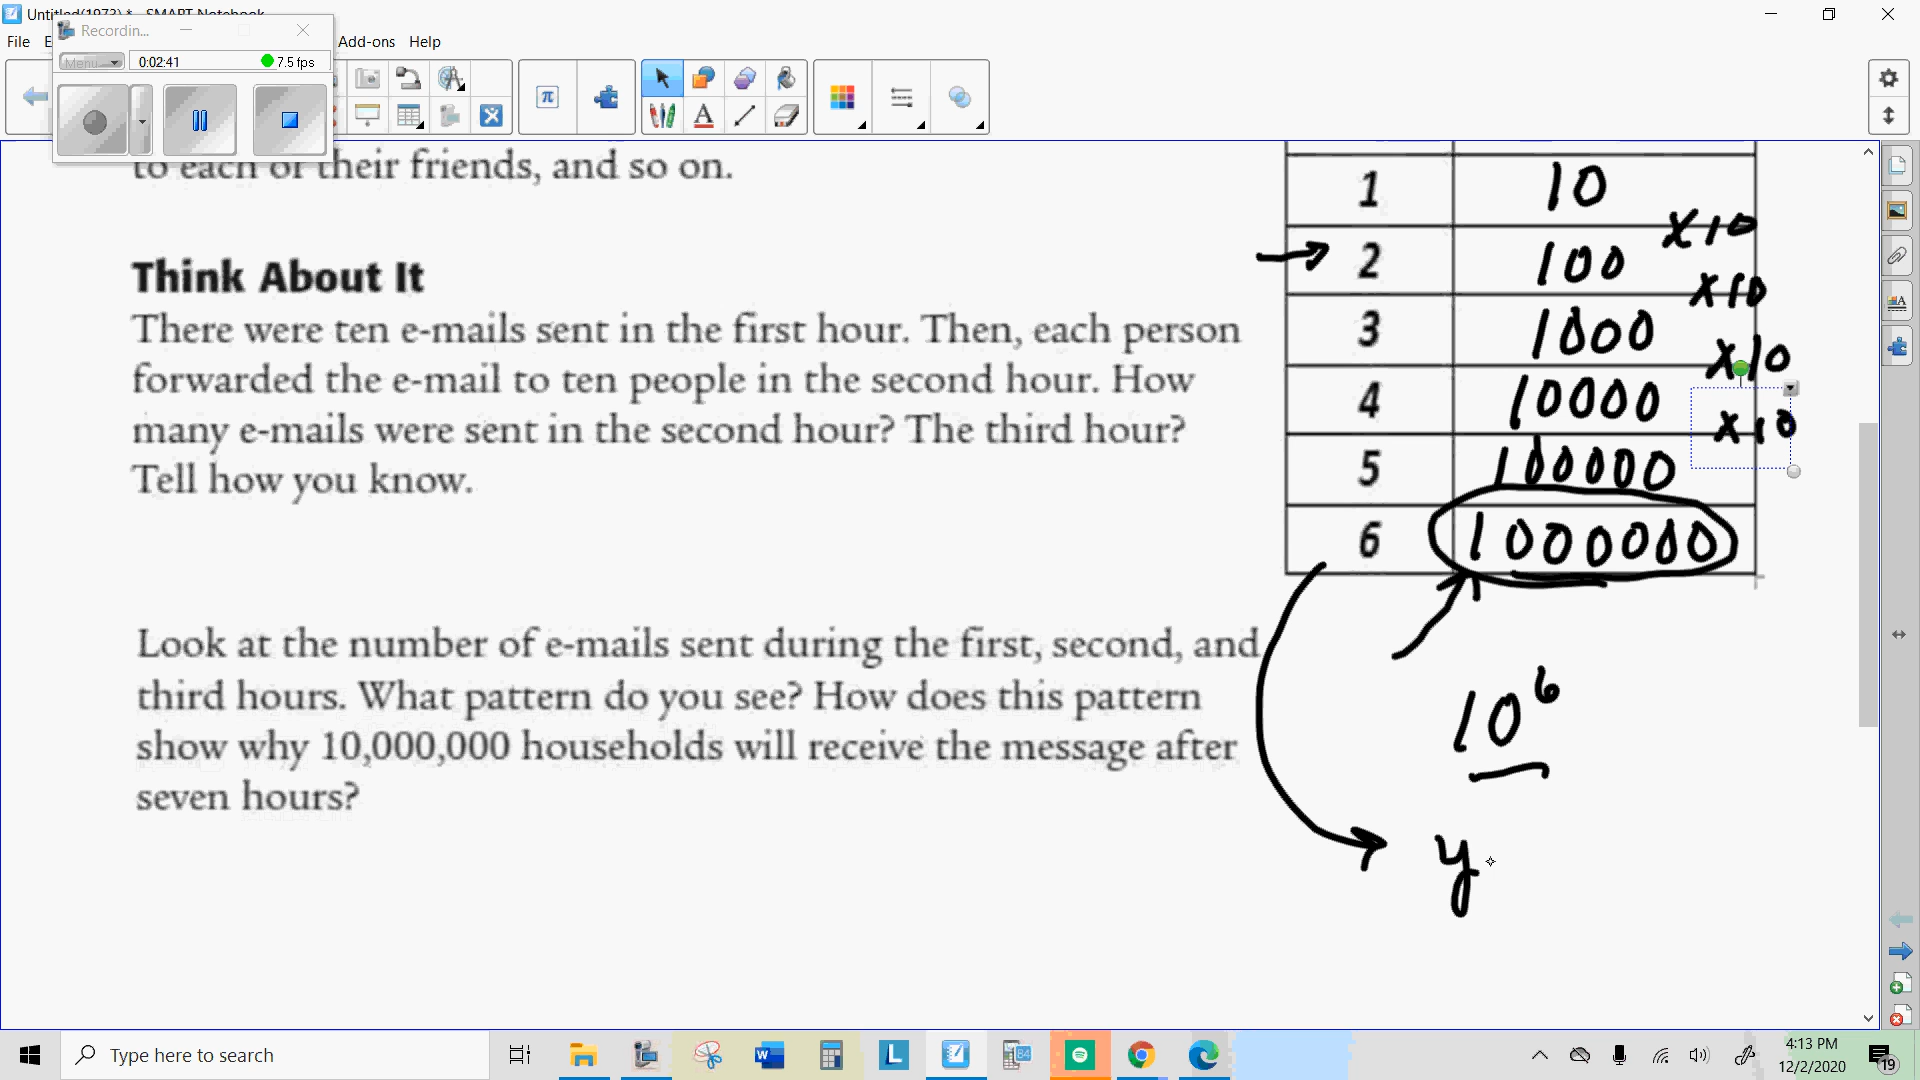 Untitled(1973) * - SMART Notebook
Recordin...
File
Add-ons
Help
Menu
0:02:41
7.5 fps
π
A
to each of their friends, and so on.
Think About It
There were ten e-mails sent in the first hour. Then, each person
forwarded the e-mail to ten people in the second hour. How
many e-mails were sent in the second hour? The third hour?
Tell how you know.
Look at the number of e-mails sent during the first, second, and
third hours. What pattern do you see? How does this pattern
show why 10,000,000 households will receive the message after
seven hours?
1 10
x10
2 100
x10
3 1000
x10
4 10000
x10
5 100000
6 1000000
10⁶
y
Type here to search
W
L
84
4:13 PM
12/2/2020
19